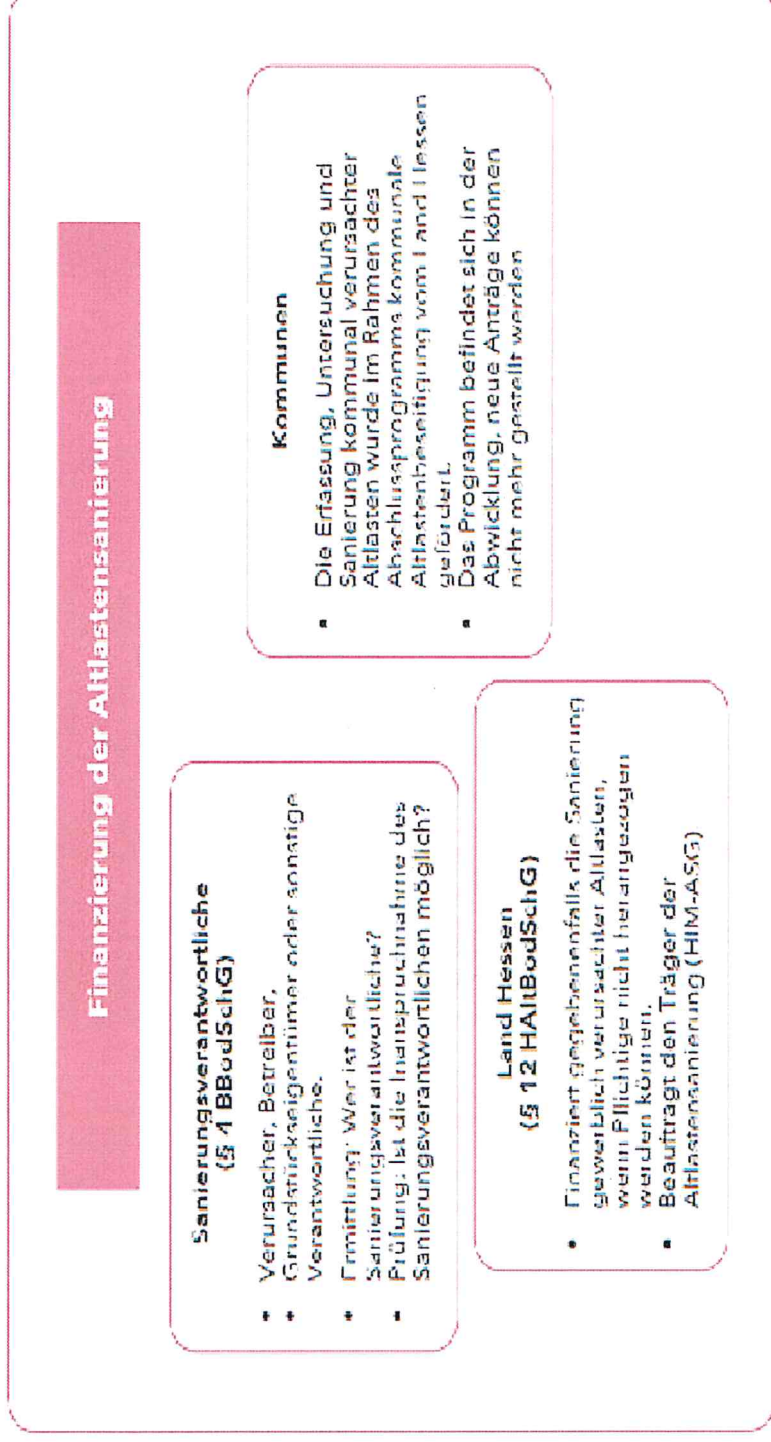 Finanzierung der Altlastensanierung
Sanierungsverantwortliche
(§ 4 BBodSchG)
• Verursacher, Betreiber,
• Grundstückseigentümer oder sonstige
Verantwortliche.
• Ermittlung: Wer ist der
Sanierungsverantwortliche?
• Prüfung: Ist die Inanspruchnahme des
Sanierungsverantwortlichen möglich?
Land Hessen
(§ 12 HAltBodSchG)
• Finanziert gegebenenfalls die Sanierung
gewerblich verursachter Altlasten,
wenn Pflichtige nicht herangezogen
werden können.
• Beauftragt den Träger der
Altlastensanierung (HIM-ASG)
Kommunen
• Die Erfassung, Untersuchung und
Sanierung kommunal verursachter
Altlasten wurde im Rahmen des
Abschlussprogramms kommunale
Altlastenbeseitigung vom Land Hessen
gefördert.
• Das Programm befindet sich in der
Abwicklung, neue Anträge können
nicht mehr gestellt werden